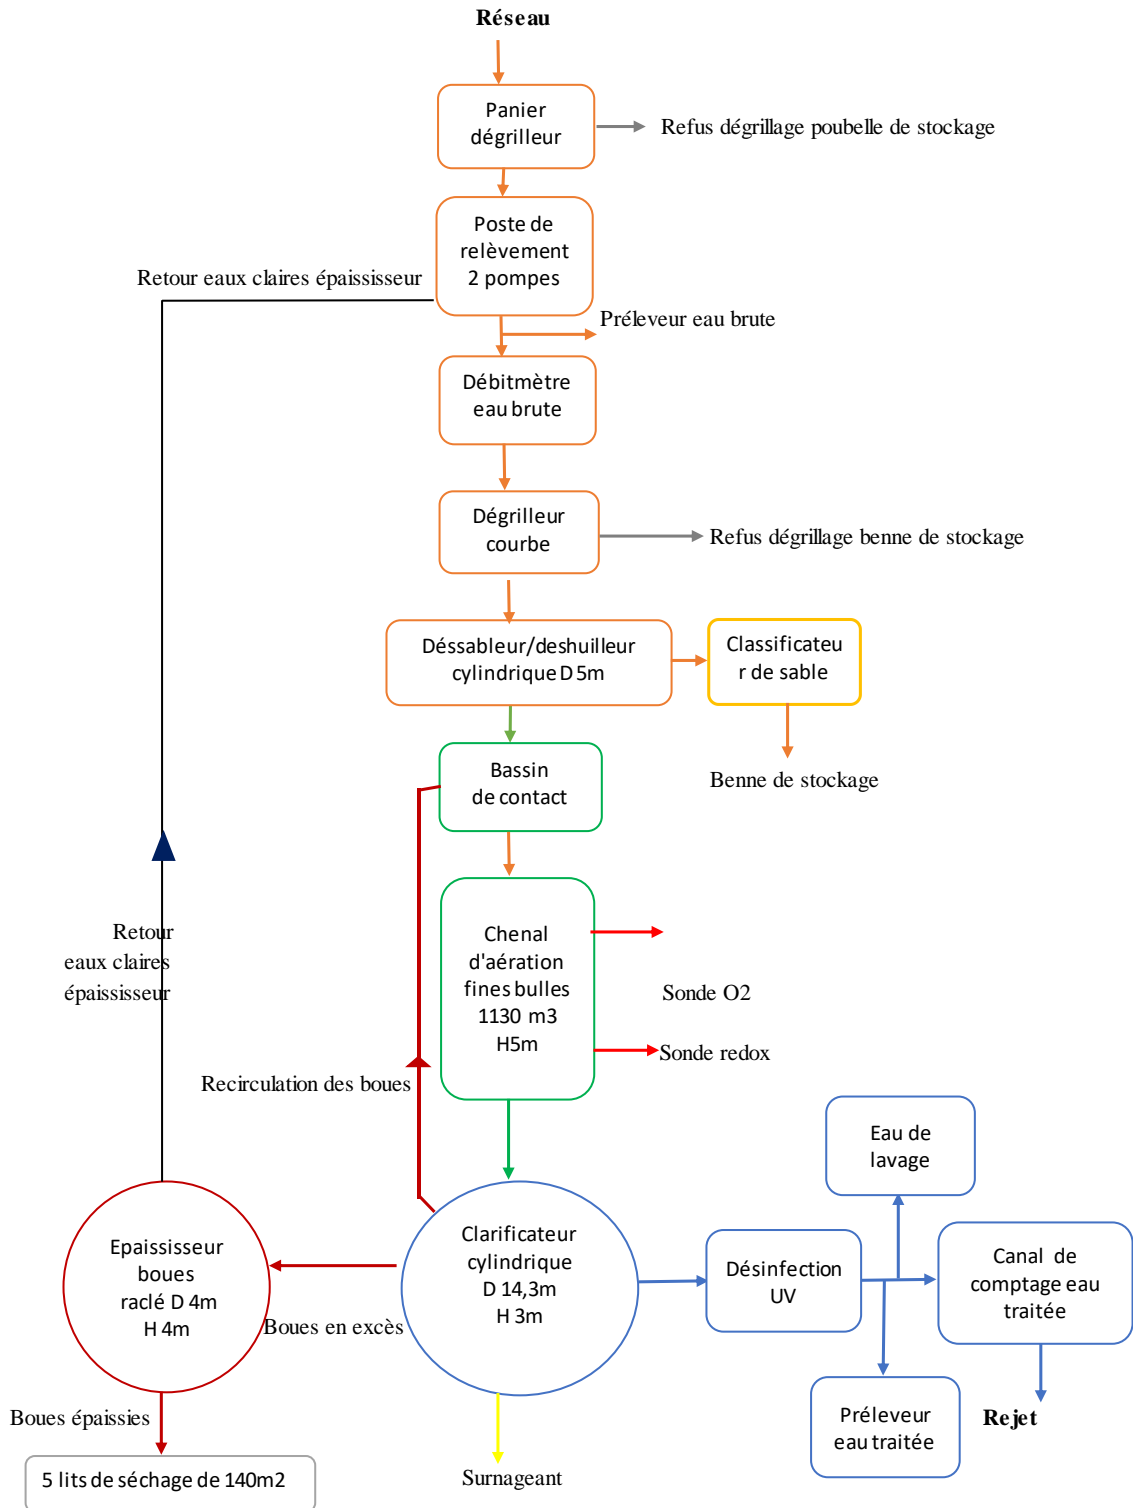 Réseau
Panier
dégrilleur
Refus dégrillage poubelle de stockage
Poste de
relèvement
2 pompes
Retour eaux claires épaississeur
Préleveur eau brute
Débitmètre
eau brute
Dégrilleur
courbe
Refus dégrillage benne de stockage
Déssableur/deshuilleur
cylindrique D 5m
Classificateu
r de sable
Benne de stockage
Bassin
de contact
Chenal
d'aération
fines bulles
1130 m3
H5m
Retour
eaux claires
épaississeur
Sonde O2
Sonde redox
Recirculation des boues
Eau de
lavage
Epaississeur
boues
raclé D 4m
H 4m
Boues en excès
Clarificateur
cylindrique
D 14,3m
H 3m
Désinfection
UV
Canal de
comptage eau
traitée
Préleveur
eau traitée
Rejet
Boues épaissies
5 lits de séchage de 140m2
Surnageant